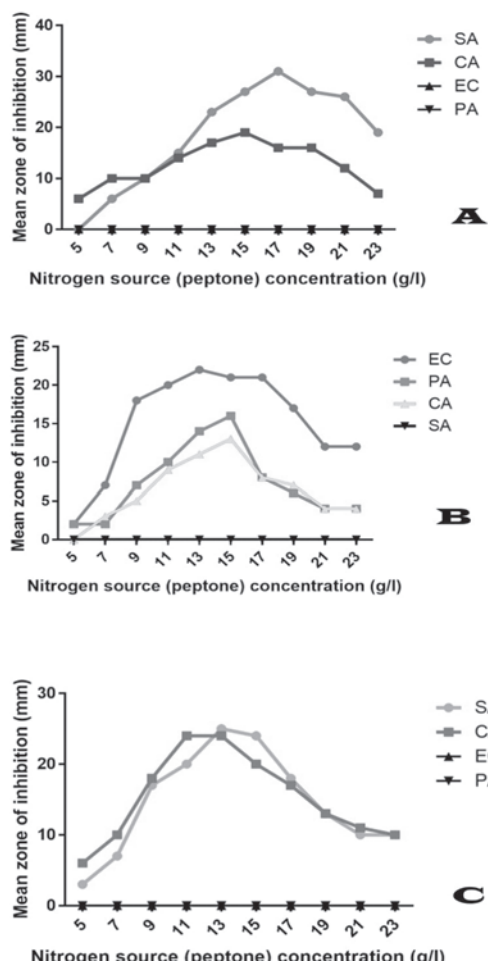 40
30
20
10
0
Mean zone of inhibition (mm)
5 7 9 11 13 15 17 19 21 23
Nitrogen source (peptone) concentration (g/l)
SA
CA
EC
PA
A
25
20
15
10
5
0
Mean zone of inhibition (mm)
5 7 9 11 13 15 17 19 21 23
Nitrogen source (peptone) concentration (g/l)
EC
PA
CA
SA
B
30
20
10
0
Mean zone of inhibition (mm)
5 7 9 11 13 15 17 19 21 23
Nitrogen source (peptone) concentration (g/l)
S
C
E
P
C